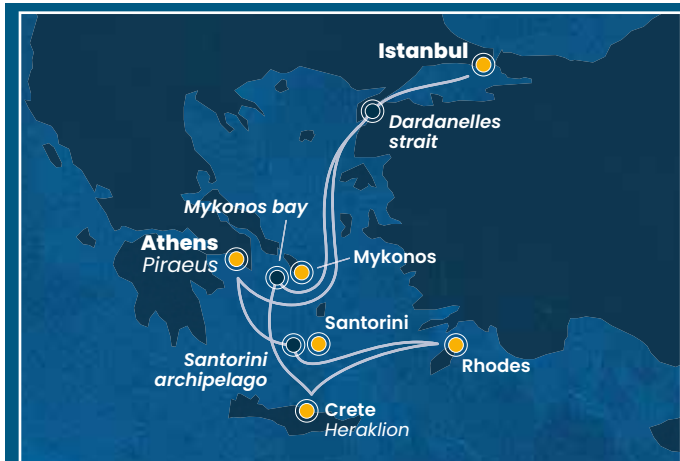 Istanbul
Dardanelles
strait
Mykonos bay
Athens
Piraeus
Mykonos
Santorini
Santorini
archipelago
Rhodes
Crete
Heraklion